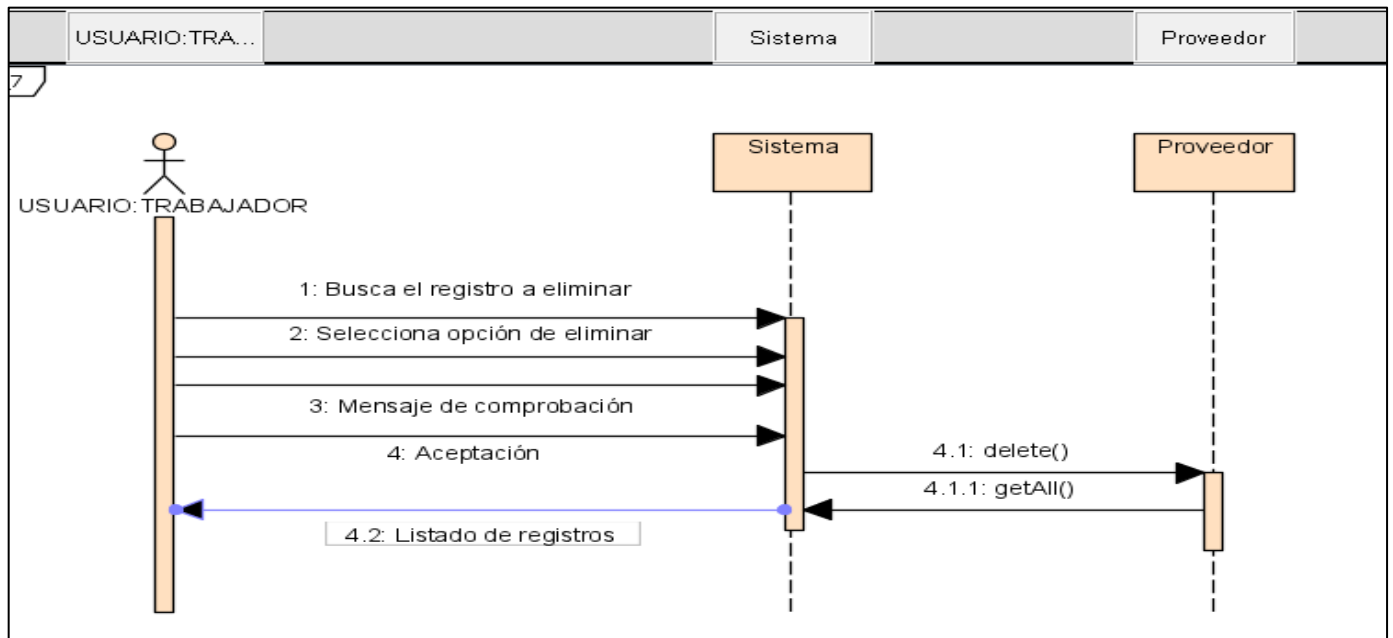 USUARIO:TRA...
Sistema
Proveedor
7
USUARIO:TRABAJADOR
Sistema
Proveedor
1: Busca el registro a eliminar
2: Selecciona opción de eliminar
3: Mensaje de comprobación
4: Aceptación
4.1: delete()
4.1.1: getAll()
4.2: Listado de registros